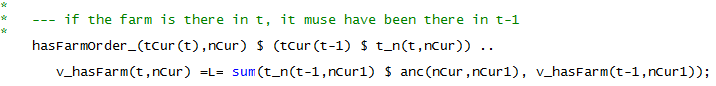 *
* --- if the farm is there in t, it muse have been there in t-1
*
hasFarmOrder_(tCur(t),nCur) $ (tCur(t-1) $ t_n(t,nCur)) ..
v_hasFarm(t,nCur) =L= sum(t_n(t-1,nCur1) $ anc(nCur,nCur1), v_hasFarm(t-1,nCur1));